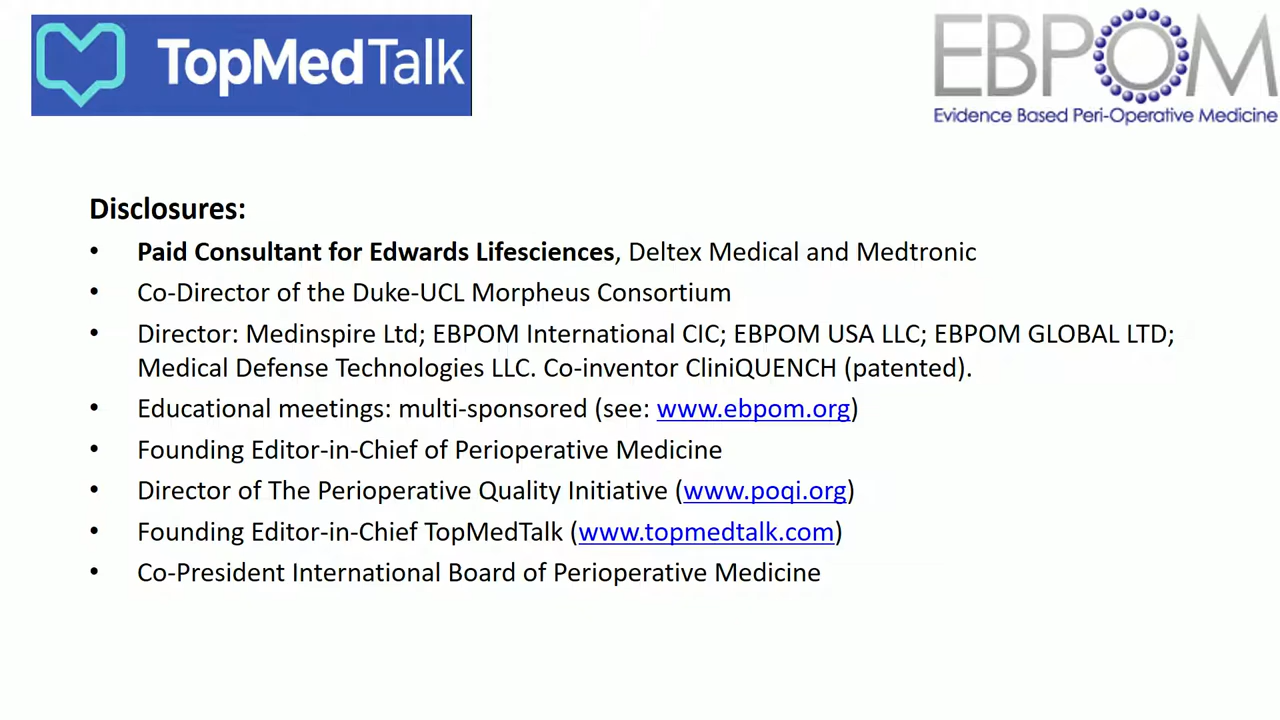 TopMedTalk
EBPOM
Evidence Based Peri-Operative Medicine
Disclosures:
• Paid Consultant for Edwards Lifesciences, Deltex Medical and Medtronic
• Co-Director of the Duke-UCL Morpheus Consortium
• Director: Medinspire Ltd; EBPOM International CIC; EBPOM USA LLC; EBPOM GLOBAL LTD;
Medical Defense Technologies LLC. Co-inventor CliniQUENCH (patented).
• Educational meetings: multi-sponsored (see: www.ebpom.org)
• Founding Editor-in-Chief of Perioperative Medicine
• Director of The Perioperative Quality Initiative (www.poqi.org)
• Founding Editor-in-Chief TopMedTalk (www.topmedtalk.com)
• Co-President International Board of Perioperative Medicine